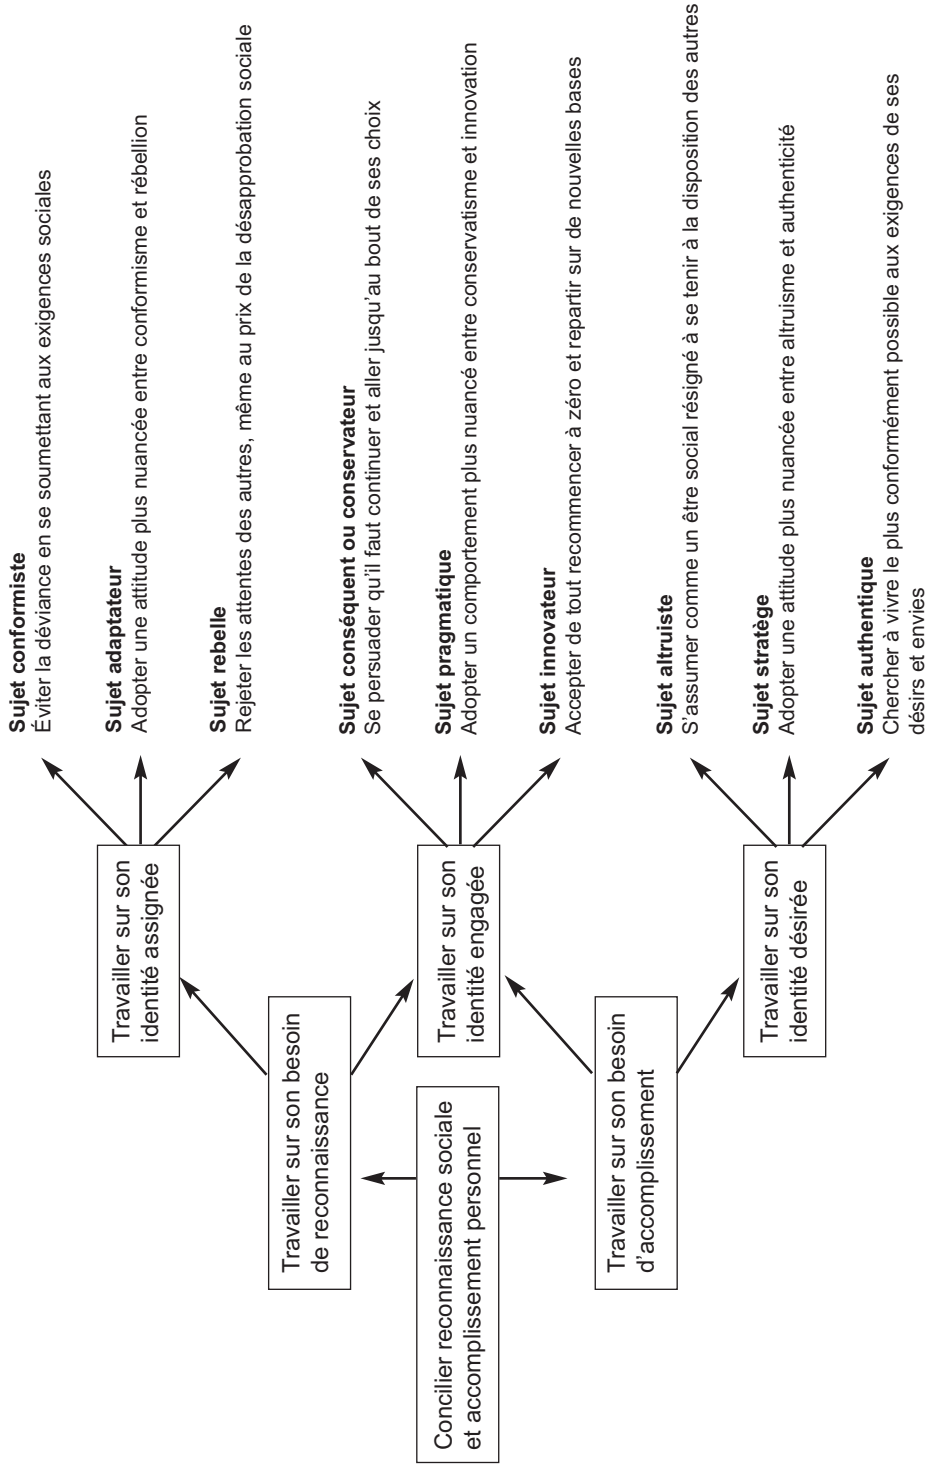 Concilier reconnaissance sociale
et accomplissement personnel
Travailler sur son besoin
de reconnaissance
Travailler sur son besoin
d'accomplissement
Travailler sur son
identité assignée
Travailler sur son
identité engagée
Travailler sur son
identité désirée
Sujet conformiste
Éviter la déviance en se soumettant aux exigences sociales
Sujet adaptateur
Adopter une attitude plus nuancée entre conformisme et rébellion
Sujet rebelle
Rejeter les attentes des autres, même au prix de la désapprobation sociale
Sujet conséquent ou conservateur
Se persuader qu'il faut continuer et aller jusqu'au bout de ses choix
Sujet pragmatique
Adopter un comportement plus nuancé entre conservatisme et innovation
Sujet innovateur
Accepter de tout recommencer à zéro et repartir sur de nouvelles bases
Sujet altruiste
S'assumer comme un être social résigné à se tenir à la disposition des autres
Sujet stratège
Adopter une attitude plus nuancée entre altruisme et authenticité
Sujet authentique
Chercher à vivre le plus conformément possible aux exigences de ses
désirs et envies